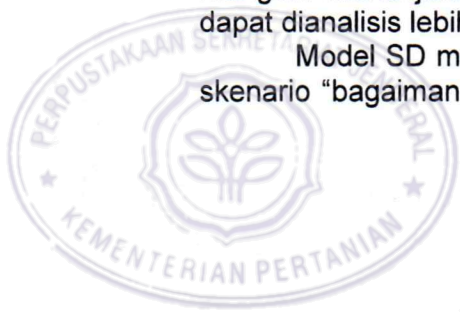 dapat dianalisis lebil
Model SD m
skenario “bagaiman
PERPUSTAKAAN SEKRETARIAT JENDERAL
KEMENTERIAN PERTANIAN